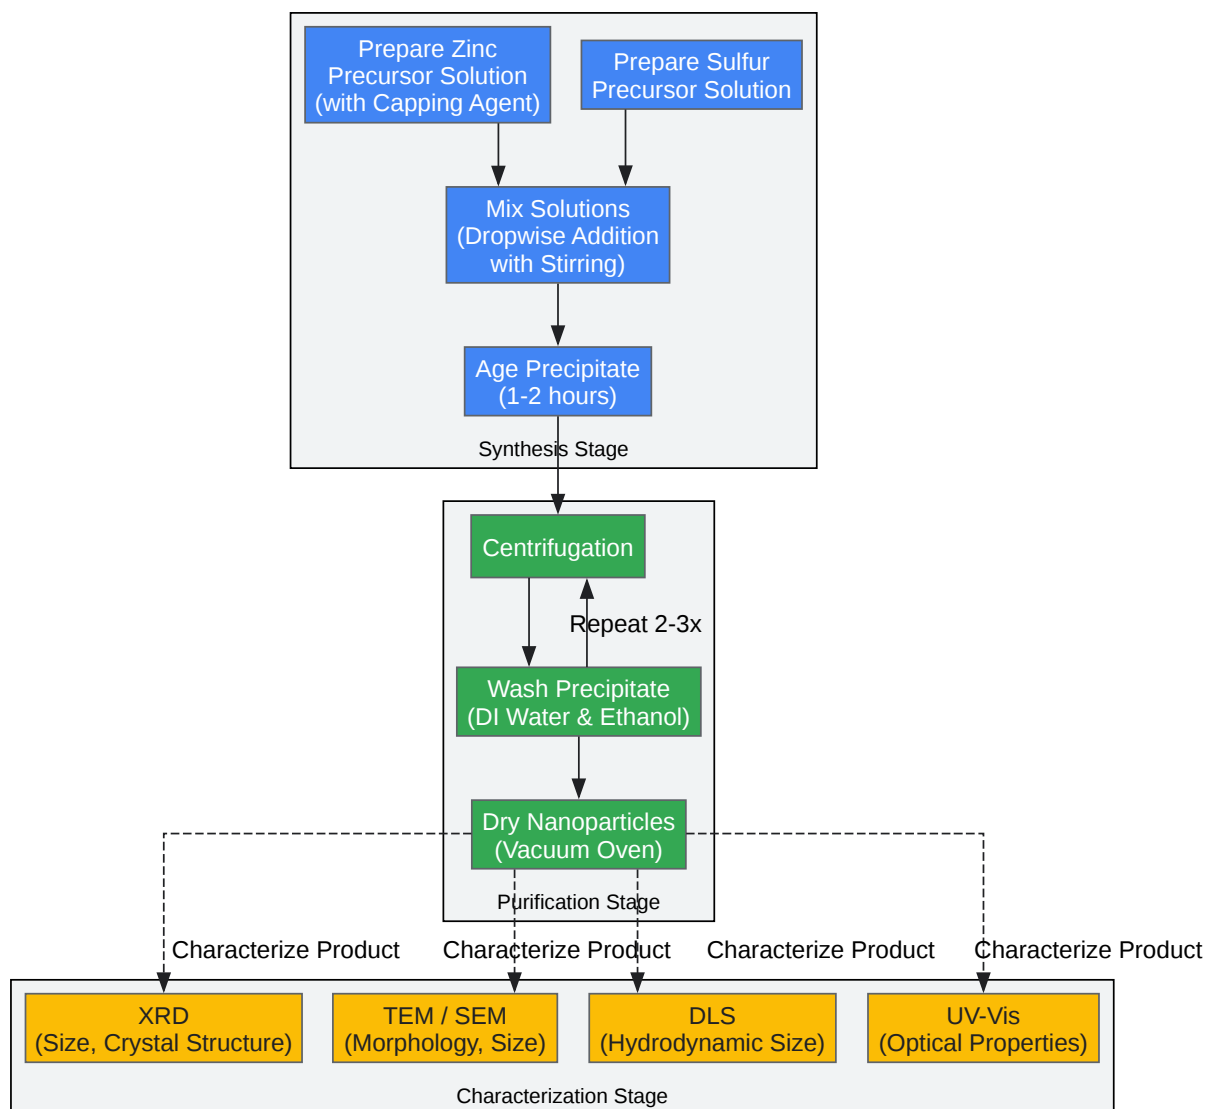 Prepare Zinc
Precursor Solution
(with Capping Agent)
Prepare Sulfur
Precursor Solution
Mix Solutions
(Dropwise Addition
with Stirring)
Age Precipitate
(1-2 hours)
Synthesis Stage
Centrifugation
Repeat 2-3x
Wash Precipitate
(DI Water & Ethanol)
Dry Nanoparticles
(Vacuum Oven)
Purification Stage
Characterize Product
Characterize Product
Characterize Product
Characterize Product
XRD
(Size, Crystal Structure)
TEM / SEM
(Morphology, Size)
DLS
(Hydrodynamic Size)
UV-Vis
(Optical Properties)
Characterization Stage